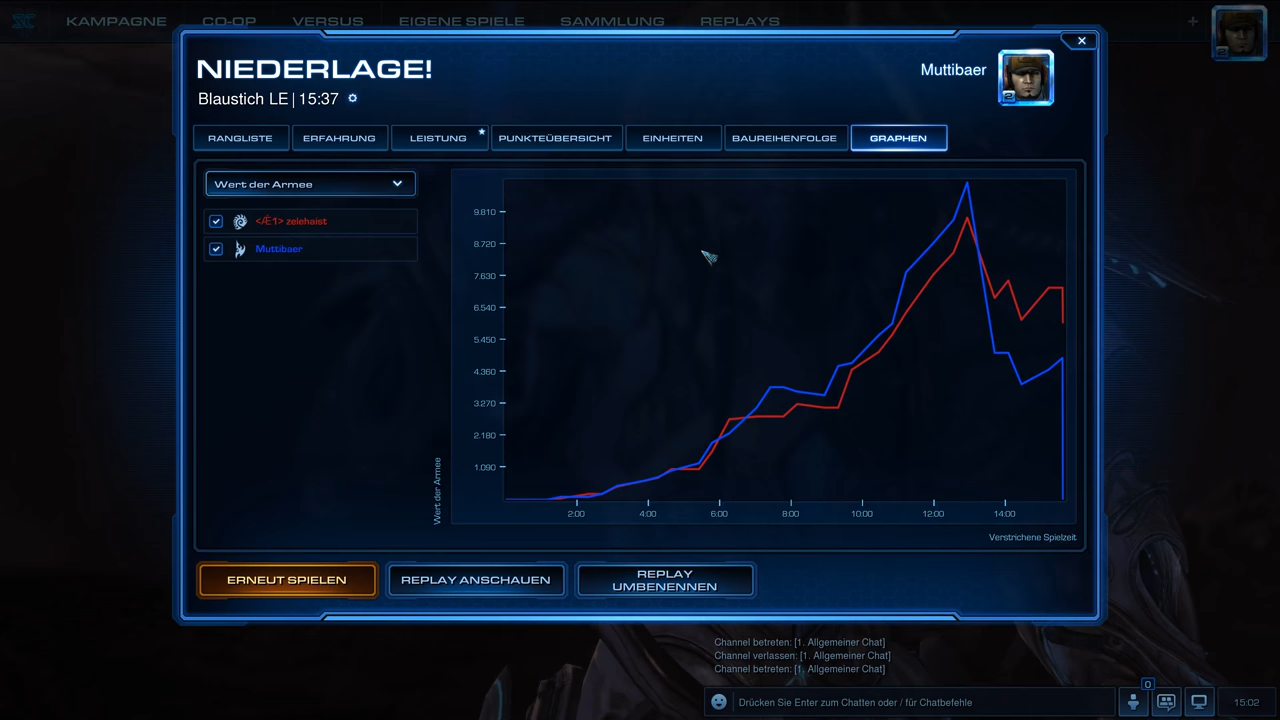 KAMPAGNE CO-OP VERSUS EIGENE SPIELE SAMMLUNG REPLAYS
NIEDERLAGE!
Muttibaer
Blaustich LE | 15:37
RANGLISTE ERFAHRUNG LEISTUNG PUNKTEÜBERSICHT EINHEITEN BAUREIHENFOLGE GRAPHEN
Wert der Armee
<Æ1> zelehaist
Muttibaer
9.810
8.720
7.630
6.540
5.450
4.360
3.270
2.180
1.090
Wert der Armee
2:00 4:00 6:00 8:00 10:00 12:00 14:00
Verstrichene Spielzeit
ERNEUT SPIELEN
REPLAY ANSCHAUEN
REPLAY
UMBENENNEN
Channel betreten: [1. Allgemeiner Chat]
Channel verlassen: [1. Allgemeiner Chat]
Channel betreten: [1. Allgemeiner Chat]
0
Drücken Sie Enter zum Chatten oder / für Chatbefehle
15:02